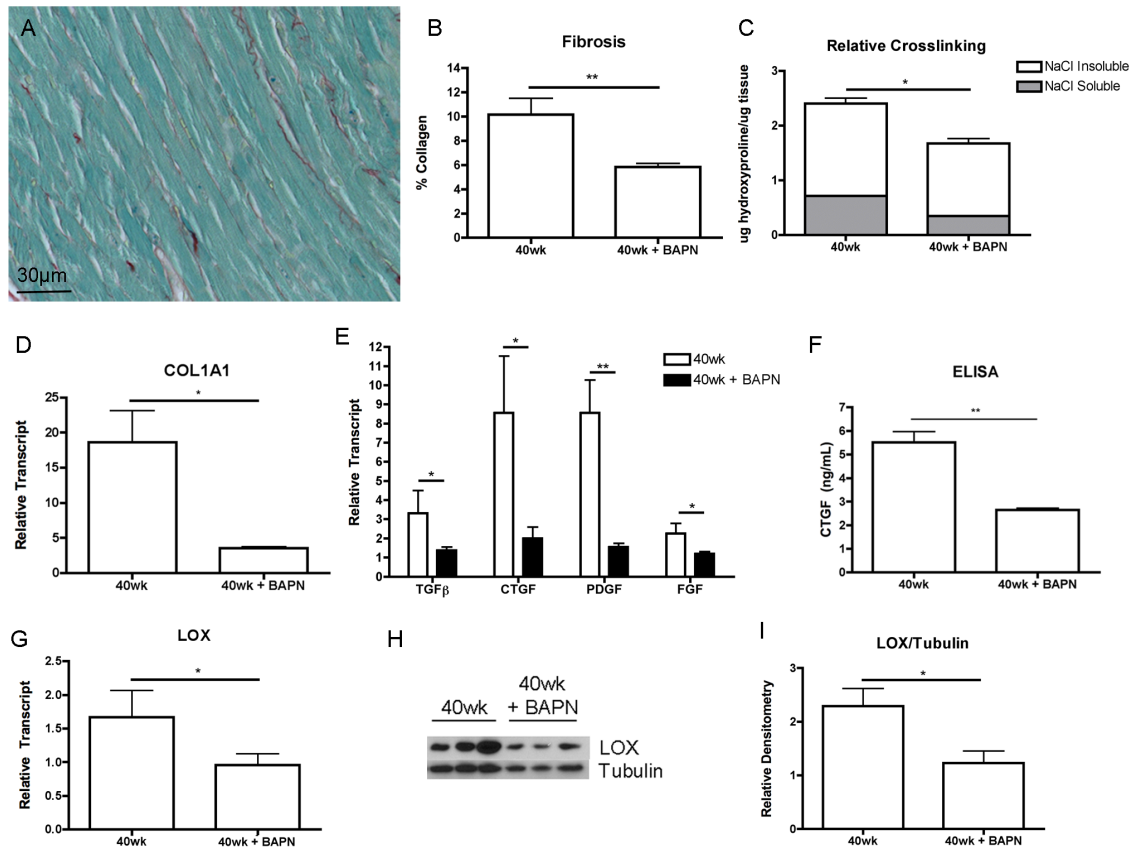 A
30µm
B
Fibrosis
**
% Collagen
14
12
10
8
6
4
2
0
40wk
40wk + BAPN
C
Relative Crosslinking
NaCl Insoluble
NaCl Soluble
*
ug hydroxyproline/ug tissue
3
2
1
0
40wk
40wk + BAPN
D
COL1A1
*
Relative Transcript
25
20
15
10
5
0
40wk
40wk + BAPN
E
40wk
40wk + BAPN
Relative Transcript
12
11
10
9
8
7
6
5
4
3
2
1
0
*
*
**
*
TGFβ
CTGF
PDGF
FGF
F
ELISA
**
CTGF (ng/mL)
7
6
5
4
3
2
1
0
40wk
40wk + BAPN
G
LOX
*
Relative Transcript
2.5
2.0
1.5
1.0
0.5
0.0
40wk
40wk + BAPN
H
40wk
40wk
+ BAPN
LOX
Tubulin
I
LOX/Tubulin
*
Relative Densitometry
3
2
1
0
40wk
40wk + BAPN